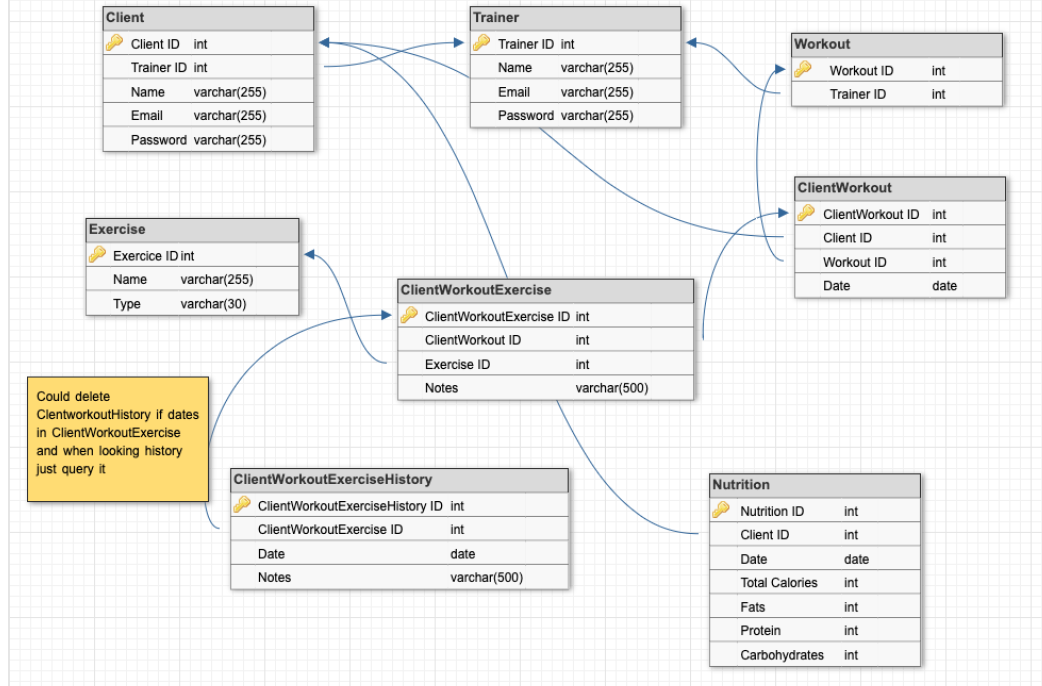 Client
Client ID int
Trainer ID int
Name varchar(255)
Email varchar(255)
Password varchar(255)
Trainer
Trainer ID int
Name varchar(255)
Email varchar(255)
Password varchar(255)
Workout
Workout ID int
Trainer ID int
ClientWorkout
ClientWorkout ID int
Client ID int
Workout ID int
Date date
Exercise
Exercice ID int
Name varchar(255)
Type varchar(30)
ClientWorkoutExercise
ClientWorkoutExercise ID int
ClientWorkout ID int
Exercise ID int
Notes varchar(500)
Could delete
ClentworkoutHistory if dates
in ClientWorkoutExercise
and when looking history
just query it
ClientWorkoutExerciseHistory
ClientWorkoutExerciseHistory ID int
ClientWorkoutExercise ID int
Date date
Notes varchar(500)
Nutrition
Nutrition ID int
Client ID int
Date date
Total Calories int
Fats int
Protein int
Carbohydrates int